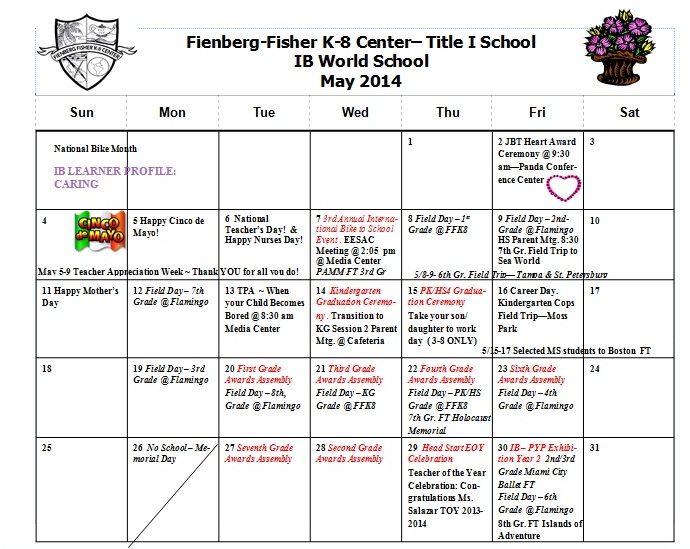 FIENBERG FISHER K-8 CENTER
Fienberg-Fisher K-8 Center– Title I School
IB World School
May 2014
Sun Mon Tue Wed Thu Fri Sat
National Bike Month
IB LEARNER PROFILE:
CARING
1
2 JBT Heart Award
Ceremony @ 9:30
am—Panda Confer-
ence Center
3
4
CINCO
de MAYO
5 Happy Cinco de
Mayo!
6 National
Teacher's Day! &
Happy Nurses Day!
7 3rd Annual Interna-
tional Bike to School
Event . EESAC
Meeting @ 2:05 pm
@ Media Center
PAMM FT 3rd Gr
8 Field Day – 1st
Grade @ FFK8
9 Field Day – 2nd-
Grade @Flamingo
HS Parent Mtg. 8:30
7th Gr. Field Trip to
Sea World
10
May 5-9 Teacher Appreciation Week ~ Thank YOU for all you do!
5/8-9- 6th Gr. Field Trip— Tampa & St. Petersburg
11 Happy Mother's
Day
12 Field Day - 7th
Grade @Flamingo
13 TPA ~ When
your Child Becomes
Bored @ 8:30 am
Media Center
14 Kindergarten
Graduation Ceremo-
ny . Transition to
KG Session 2 Parent
Mtg. @ Cafeteria
15 PK/HS4 Gradua-
tion Ceremony
Take your son/
daughter to work
day ( 3-8 ONLY)
16 Career Day.
Kindergarten Cops
Field Trip—Moss
Park
17
5/15-17 Selected MS students to Boston FT
18
19 Field Day – 3rd
Grade @Flamingo
20 First Grade
Awards Assembly
Field Day – 8th,
Grade @Flamingo
21 Third Grade
Awards Assembly
Field Day – KG
Grade @ FFK8
22 Fourth Grade
Awards Assembly
Field Day – PK/HS
Grade @FFK8
7th Gr. FT Holocaust
Memorial
23 Sixth Grade
Awards Assembly
Field Day – 4th
Grade @Flamingo
24
25
26 No School – Me-
morial Day
27 Seventh Grade
Awards Assembly
28 Second Grade
Awards Assembly
29 Head Start EOY
Celebration
Teacher of the Year
Celebration: Con-
gratulations Ms.
Salazar TOY 2013-
2014
30 IB – PYP Exhibi-
tion Year 2 2nd/3rd
Grade Miami City
Ballet FT
Field Day – 6th
Grade @Flamingo
8th Gr. FT Islands of
Adventure
31